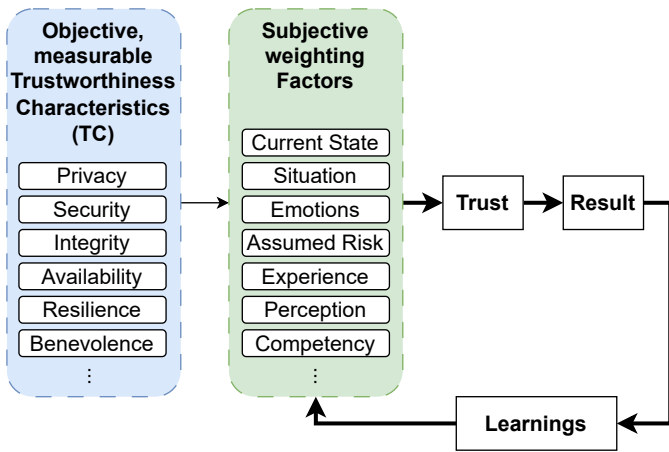 Objective,
measurable
Trustworthiness
Characteristics
(TC)
Privacy
Security
Integrity
Availability
Resilience
Benevolence
⋮
Subjective
weighting
Factors
Current State
Situation
Emotions
Assumed Risk
Experience
Perception
Competency
⋮
Trust
Result
Learnings